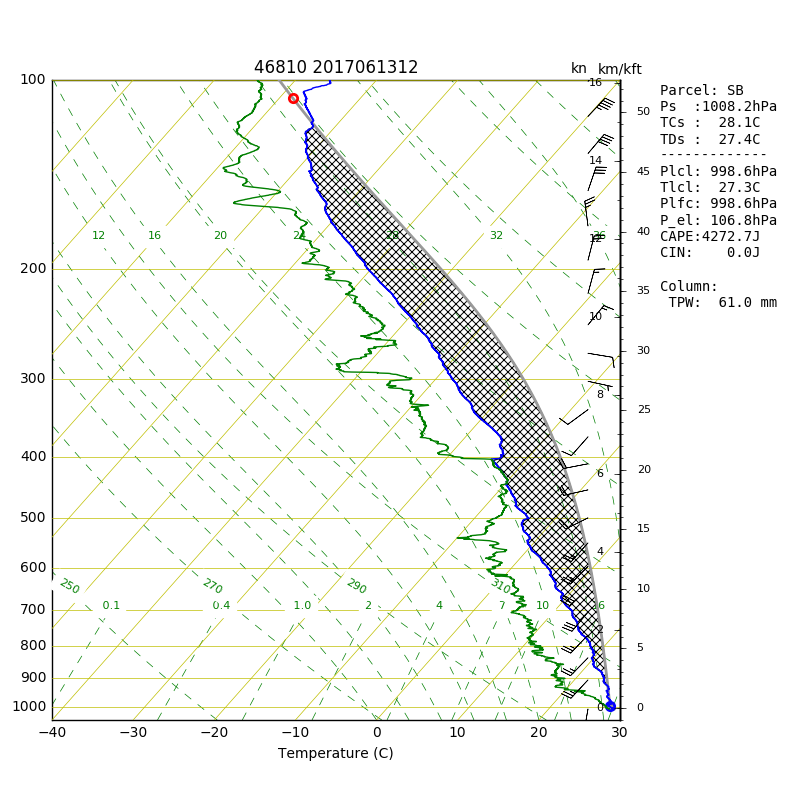 46810 2017061312
kn km/kft
100
200
300
400
500
600
700
800
900
1000
16
14
12
10
8
6
4
2
0
50
45
40
35
30
25
20
15
10
5
0
12 16 20 24 28 32 36
250 270 290 310
0.1 0.4 1.0 2 4 7 10 16
−40 −30 −20 −10 0 10 20 30
Temperature (C)
Parcel: SB
Ps :1008.2hPa
TCs : 28.1C
TDs : 27.4C
-------------
Plcl: 998.6hPa
Tlcl: 27.3C
Plfc: 998.6hPa
P_el: 106.8hPa
CAPE:4272.7J
CIN: 0.0J
Column:
TPW: 61.0 mm